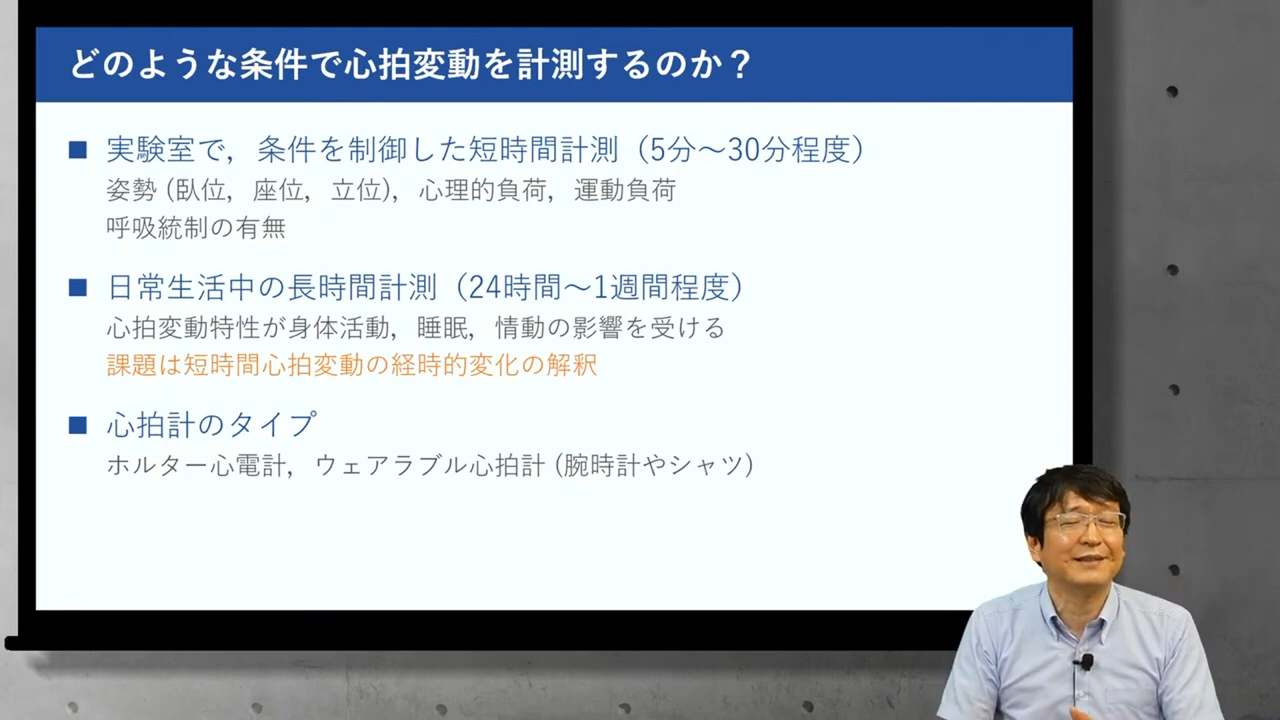 どのような条件で心拍変動を計測するのか？
■ 実験室で，条件を制御した短時間計測（5分～30分程度）
姿勢 (臥位，座位，立位)，心理的負荷，運動負荷
呼吸統制の有無
■ 日常生活中の長時間計測（24時間～1週間程度）
心拍変動特性が身体活動，睡眠，情動の影響を受ける
課題は短時間心拍変動の経時的変化の解釈
■ 心拍計のタイプ
ホルター心電計，ウェアラブル心拍計 (腕時計やシャツ)